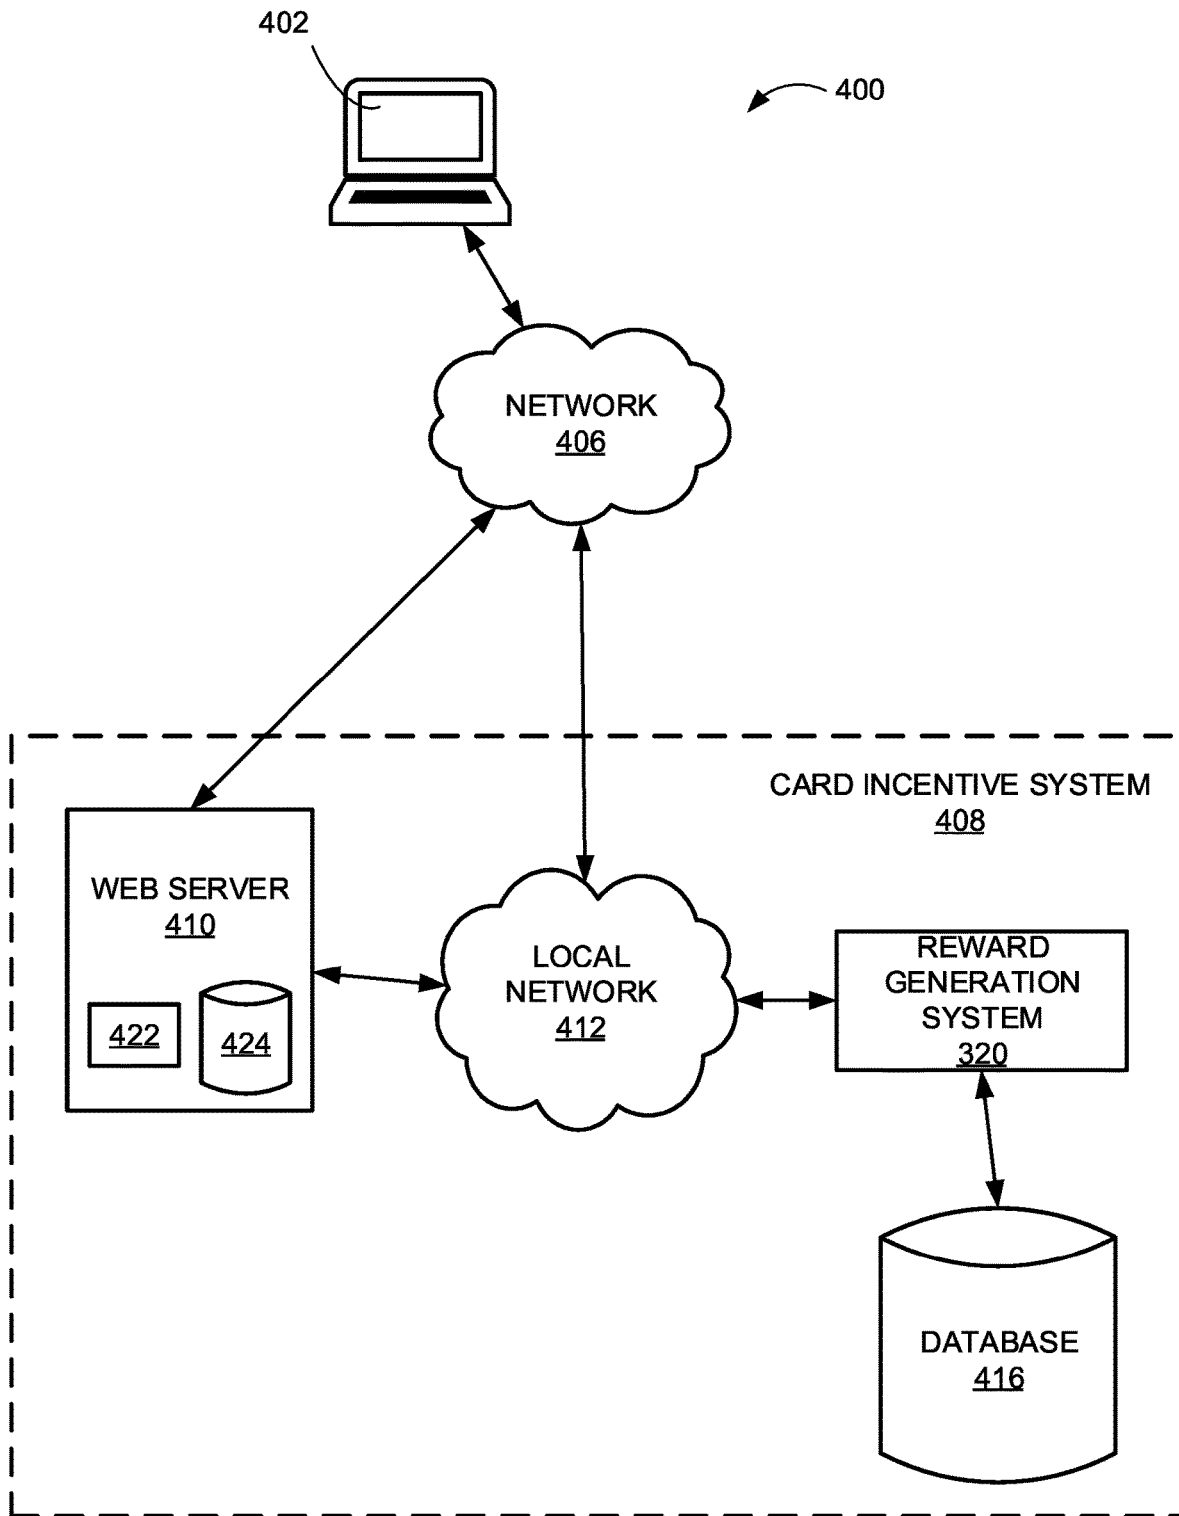 402
400
NETWORK
406
CARD INCENTIVE SYSTEM
408
WEB SERVER
410
422
424
LOCAL
NETWORK
412
REWARD
GENERATION
SYSTEM
320
DATABASE
416